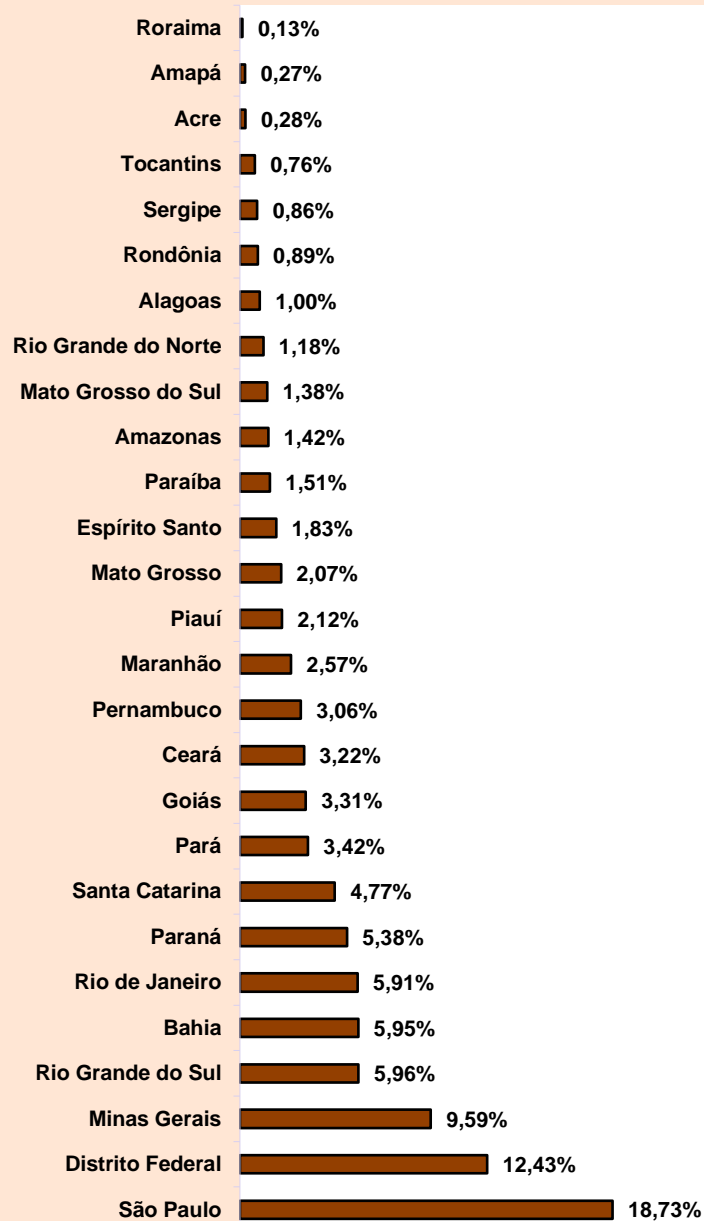 Roraima 0,13%
Amapá 0,27%
Acre 0,28%
Tocantins 0,76%
Sergipe 0,86%
Rondônia 0,89%
Alagoas 1,00%
Rio Grande do Norte 1,18%
Mato Grosso do Sul 1,38%
Amazonas 1,42%
Paraíba 1,51%
Espírito Santo 1,83%
Mato Grosso 2,07%
Piauí 2,12%
Maranhão 2,57%
Pernambuco 3,06%
Ceará 3,22%
Goiás 3,31%
Pará 3,42%
Santa Catarina 4,77%
Paraná 5,38%
Rio de Janeiro 5,91%
Bahia 5,95%
Rio Grande do Sul 5,96%
Minas Gerais 9,59%
Distrito Federal 12,43%
São Paulo 18,73%